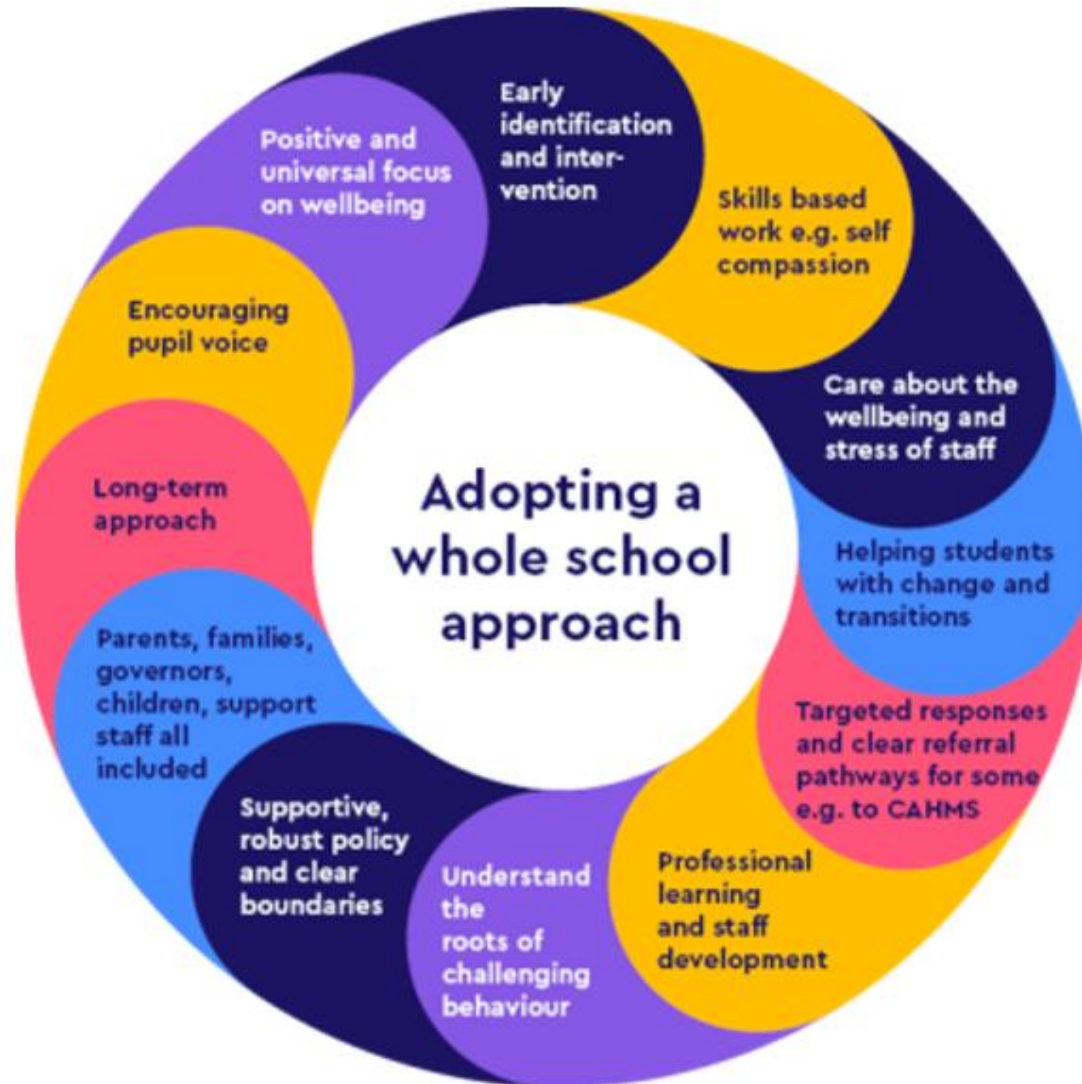 Early
identification
and inter-
vention
Skills based
work e.g. self
compassion
Care about the
wellbeing and
stress of staff
Helping students
with change and
transitions
Targeted responses
and clear referral
pathways for some
e.g. to CAHMS
Professional
learning
and staff
development
Understand
the
roots of
challenging
behaviour
Supportive,
robust policy
and clear
boundaries
Parents, families,
governors,
children, support
staff all
included
Long-term
approach
Encouraging
pupil voice
Positive and
universal focus
on wellbeing
Adopting a
whole school
approach